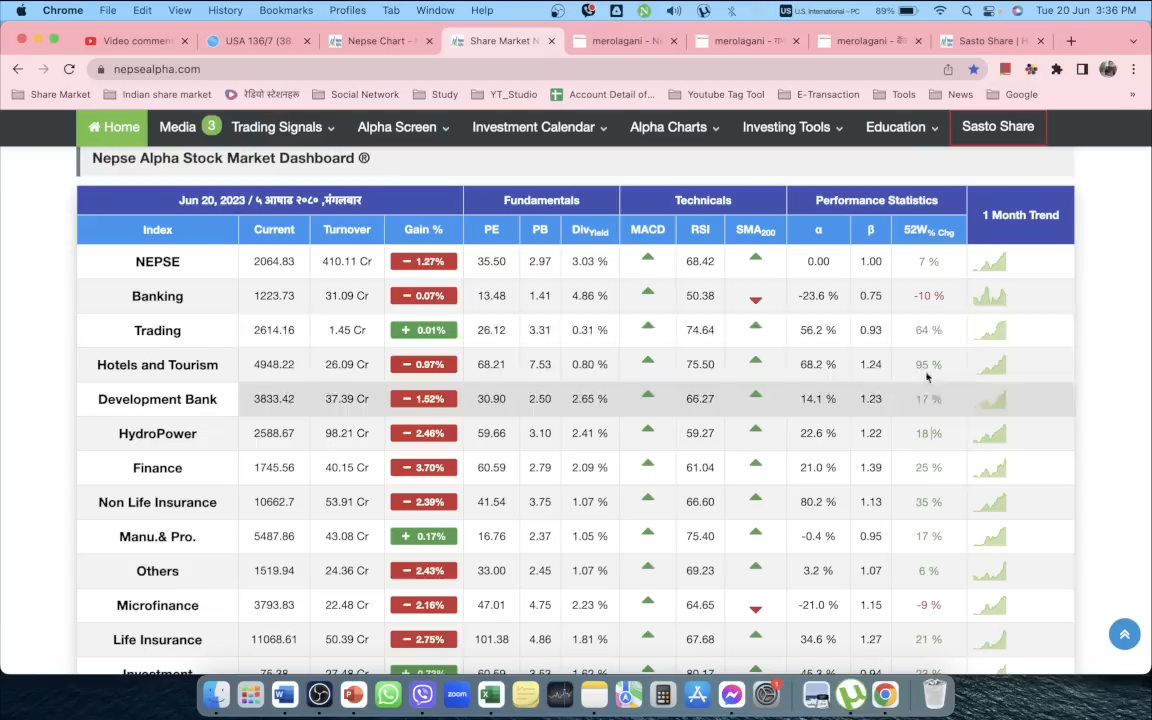 Chrome File Edit View History Bookmarks Profiles Tab Window Help U.S. International – PC 89% Tue 20 Jun 3:36 PM
Video commen Nepse Chart - Share Market N merolagani - merolagani - merolagani - Sasto Share | H
USA 136/7 (38.
nepsealpha.com
Share Market Indian share market रेडियो स्टेशनहरू Social Network Study YT_Studio Account Detail of... Youtube Tag Tool E-Transaction Tools News Google »
Home Media 3 Trading Signals Alpha Screen Investment Calendar Alpha Charts Investing Tools Education Sasto Share
Nepse Alpha Stock Market Dashboard ®
Jun 20, 2023 / ५ आषाढ २०८० ,मंगलबार Fundamentals Technicals Performance Statistics 1 Month Trend
Index Current Turnover Gain % PE PB DivYield MACD RSI SMA200 α β 52W% Chg
NEPSE 2064.83 410.11 Cr − 1.27% 35.50 2.97 3.03 % 68.42 0.00 1.00 7 %
Banking 1223.73 31.09 Cr − 0.07% 13.48 1.41 4.86 % 50.38 -23.6 % 0.75 -10 %
Trading 2614.16 1.45 Cr + 0.01% 26.12 3.31 0.31 % 74.64 56.2 % 0.93 64 %
Hotels and Tourism 4948.22 26.09 Cr − 0.97% 68.21 7.53 0.80 % 75.50 68.2 % 1.24 95 %
Development Bank 3833.42 37.39 Cr − 1.52% 30.90 2.50 2.65 % 66.27 14.1 % 1.23 17 %
HydroPower 2588.67 98.21 Cr − 2.46% 59.66 3.10 2.41 % 59.27 22.6 % 1.22 18 %
Finance 1745.56 40.15 Cr − 3.70% 60.59 2.79 2.09 % 61.04 21.0 % 1.39 25 %
Non Life Insurance 10662.7 53.91 Cr − 2.39% 41.54 3.75 1.07 % 66.60 80.2 % 1.13 35 %
Manu.& Pro. 5487.86 43.08 Cr + 0.17% 16.76 2.37 1.05 % 75.40 -0.4 % 0.95 17 %
Others 1519.94 24.36 Cr − 2.43% 33.00 2.45 1.07 % 69.23 3.2 % 1.07 6 %
Microfinance 3793.83 22.48 Cr − 2.16% 47.01 4.75 2.23 % 64.65 -21.0 % 1.15 -9 %
Life Insurance 11068.61 50.39 Cr − 2.75% 101.38 4.86 1.81 % 67.68 34.6 % 1.27 21 %
zoom
1